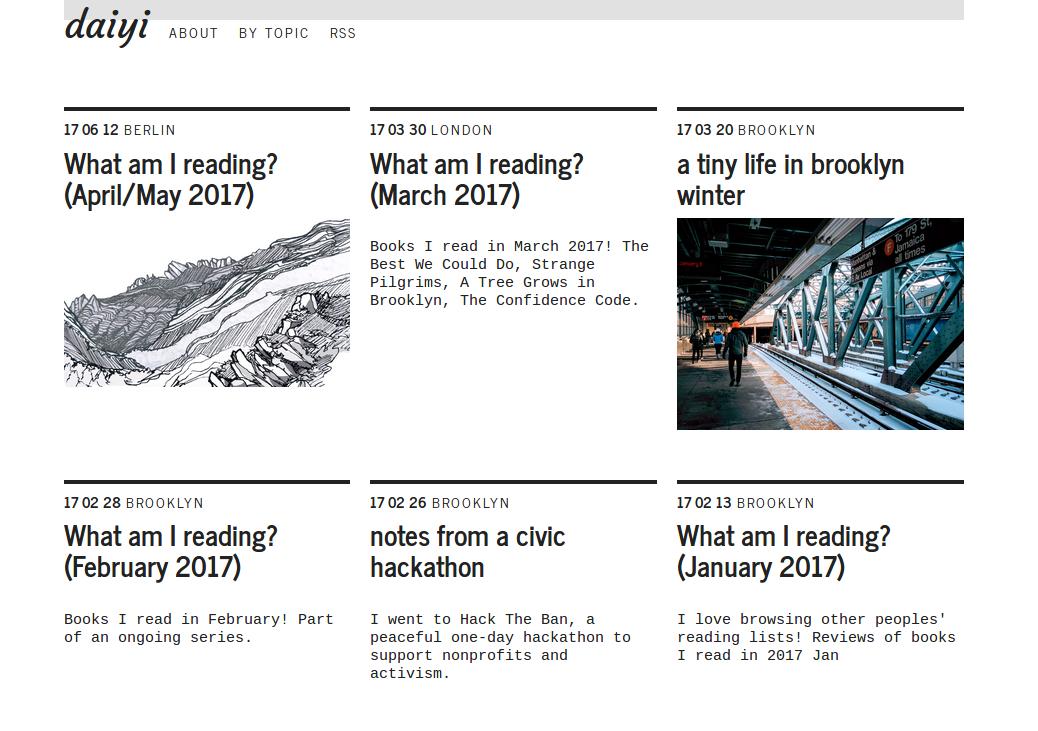 daiyi ABOUT BY TOPIC RSS
17 06 12 BERLIN
What am I reading?
(April/May 2017)
17 03 30 LONDON
What am I reading?
(March 2017)
Books I read in March 2017! The
Best We Could Do, Strange
Pilgrims, A Tree Grows in
Brooklyn, The Confidence Code.
17 03 20 BROOKLYN
a tiny life in brooklyn
winter
To 179 St,
F Jamaica
all times
Manhattan &
Queens via
17 02 28 BROOKLYN
What am I reading?
(February 2017)
Books I read in February! Part
of an ongoing series.
17 02 26 BROOKLYN
notes from a civic
hackathon
I went to Hack The Ban, a
peaceful one-day hackathon to
support nonprofits and
activism.
17 02 13 BROOKLYN
What am I reading?
(January 2017)
I love browsing other peoples'
reading lists! Reviews of books
I read in 2017 Jan